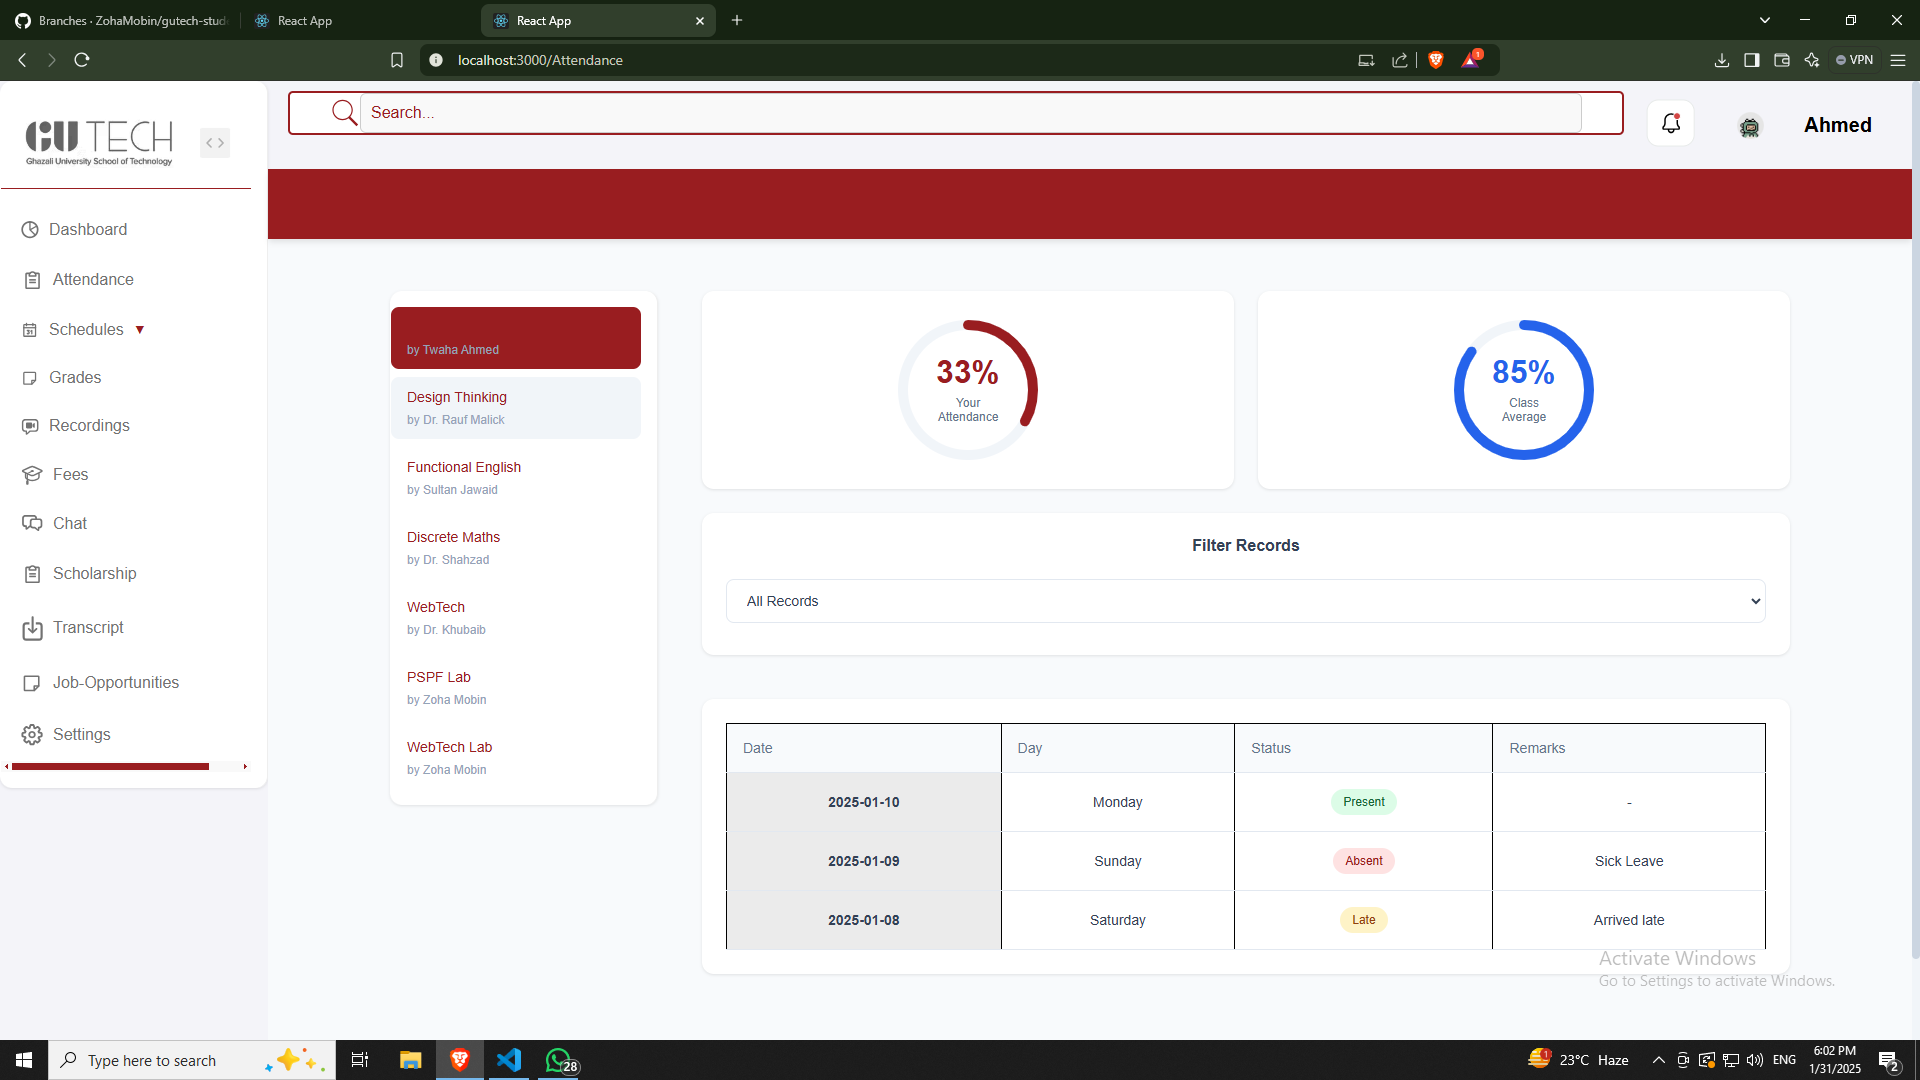 Branches · ZohaMobin/gutech-stud
React App
React App
localhost:3000/Attendance
1
VPN
GU TECH
Ghazali University School of Technology
Search...
Ahmed
Dashboard
Attendance
Schedules ▼
Grades
Recordings
Fees
Chat
Scholarship
Transcript
Job-Opportunities
Settings
by Twaha Ahmed
Design Thinking
by Dr. Rauf Malick
Functional English
by Sultan Jawaid
Discrete Maths
by Dr. Shahzad
WebTech
by Dr. Khubaib
PSPF Lab
by Zoha Mobin
WebTech Lab
by Zoha Mobin
33%
Your
Attendance
85%
Class
Average
Filter Records
All Records
Date Day Status Remarks
2025-01-10 Monday Present -
2025-01-09 Sunday Absent Sick Leave
2025-01-08 Saturday Late Arrived late
Activate Windows
Go to Settings to activate Windows.
Type here to search
28
1
23°C Haze
ENG
6:02 PM
1/31/2025
2